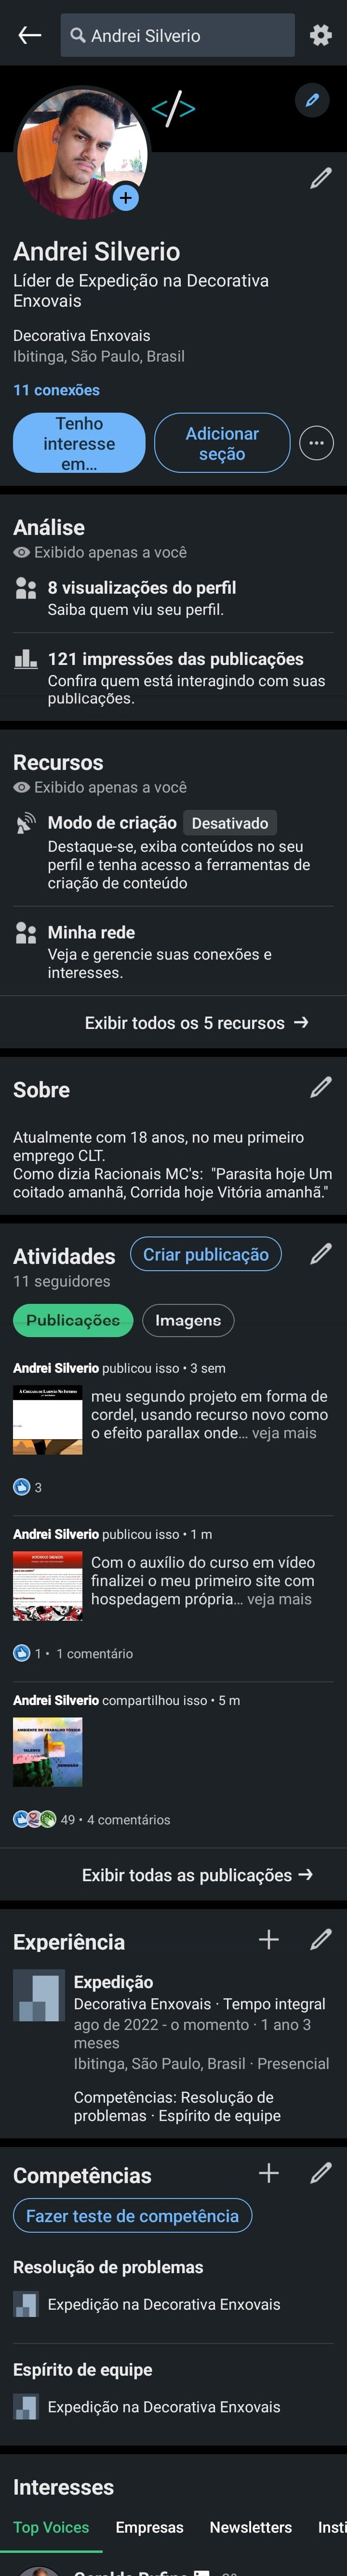 Andrei Silverio
</>
Andrei Silverio
Líder de Expedição na Decorativa
Enxovais
Decorativa Enxovais
Ibitinga, São Paulo, Brasil
11 conexões
Tenho
interesse
em...
Adicionar
seção
Análise
Exibido apenas a você
8 visualizações do perfil
Saiba quem viu seu perfil.
121 impressões das publicações
Confira quem está interagindo com suas
publicações.
Recursos
Exibido apenas a você
Modo de criação Desativado
Destaque-se, exiba conteúdos no seu
perfil e tenha acesso a ferramentas de
criação de conteúdo
Minha rede
Veja e gerencie suas conexões e
interesses.
Exibir todos os 5 recursos →
Sobre
Atualmente com 18 anos, no meu primeiro
emprego CLT.
Como dizia Racionais MC's: "Parasita hoje Um
coitado amanhã, Corrida hoje Vitória amanhã."
Atividades Criar publicação
11 seguidores
Publicações Imagens
Andrei Silverio publicou isso • 3 sem
meu segundo projeto em forma de
cordel, usando recurso novo como
o efeito parallax onde... veja mais
3
Andrei Silverio publicou isso • 1 m
Com o auxílio do curso em vídeo
finalizei o meu primeiro site com
hospedagem própria... veja mais
1 • 1 comentário
Andrei Silverio compartilhou isso • 5 m
AMBIENTE DE TRABALHO TÓXICO
TALENTO
DEMISSÃO
49 • 4 comentários
Exibir todas as publicações →
Experiência
Expedição
Decorativa Enxovais · Tempo integral
ago de 2022 - o momento · 1 ano 3
meses
Ibitinga, São Paulo, Brasil · Presencial
Competências: Resolução de
problemas · Espírito de equipe
Competências
Fazer teste de competência
Resolução de problemas
Expedição na Decorativa Enxovais
Espírito de equipe
Expedição na Decorativa Enxovais
Interesses
Top Voices Empresas Newsletters Insti